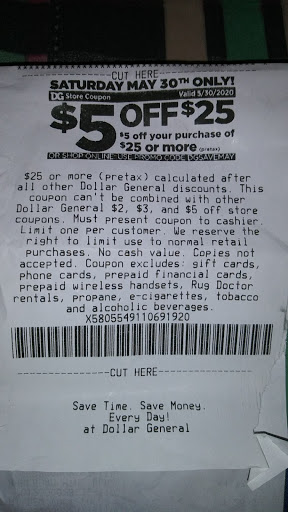 CUT HERE
SATURDAY MAY 30TH ONLY!
DG Store Coupon Valid 5/30/2020
$5 OFF $25
$5 off your purchase of
$25 or more (pretax)
OR SHOP ONLINE: USE PROMO CODE DGSAVEMAY
$25 or more (pretax) calculated after
all other Dollar General discounts. This
coupon can't be combined with other
Dollar General $2, $3, and $5 off store
coupons. Must present coupon to cashier.
Limit one per customer. We reserve the
right to limit use to normal retail
purchases. No cash value. Copies not
accepted. Coupon excludes: gift cards,
phone cards, prepaid financial cards,
prepaid wireless handsets, Rug Doctor
rentals, propane, e-cigarettes, tobacco
and alcoholic beverages.
X5805549110691920
CUT HERE
Save Time. Save Money.
Every Day!
at Dollar General